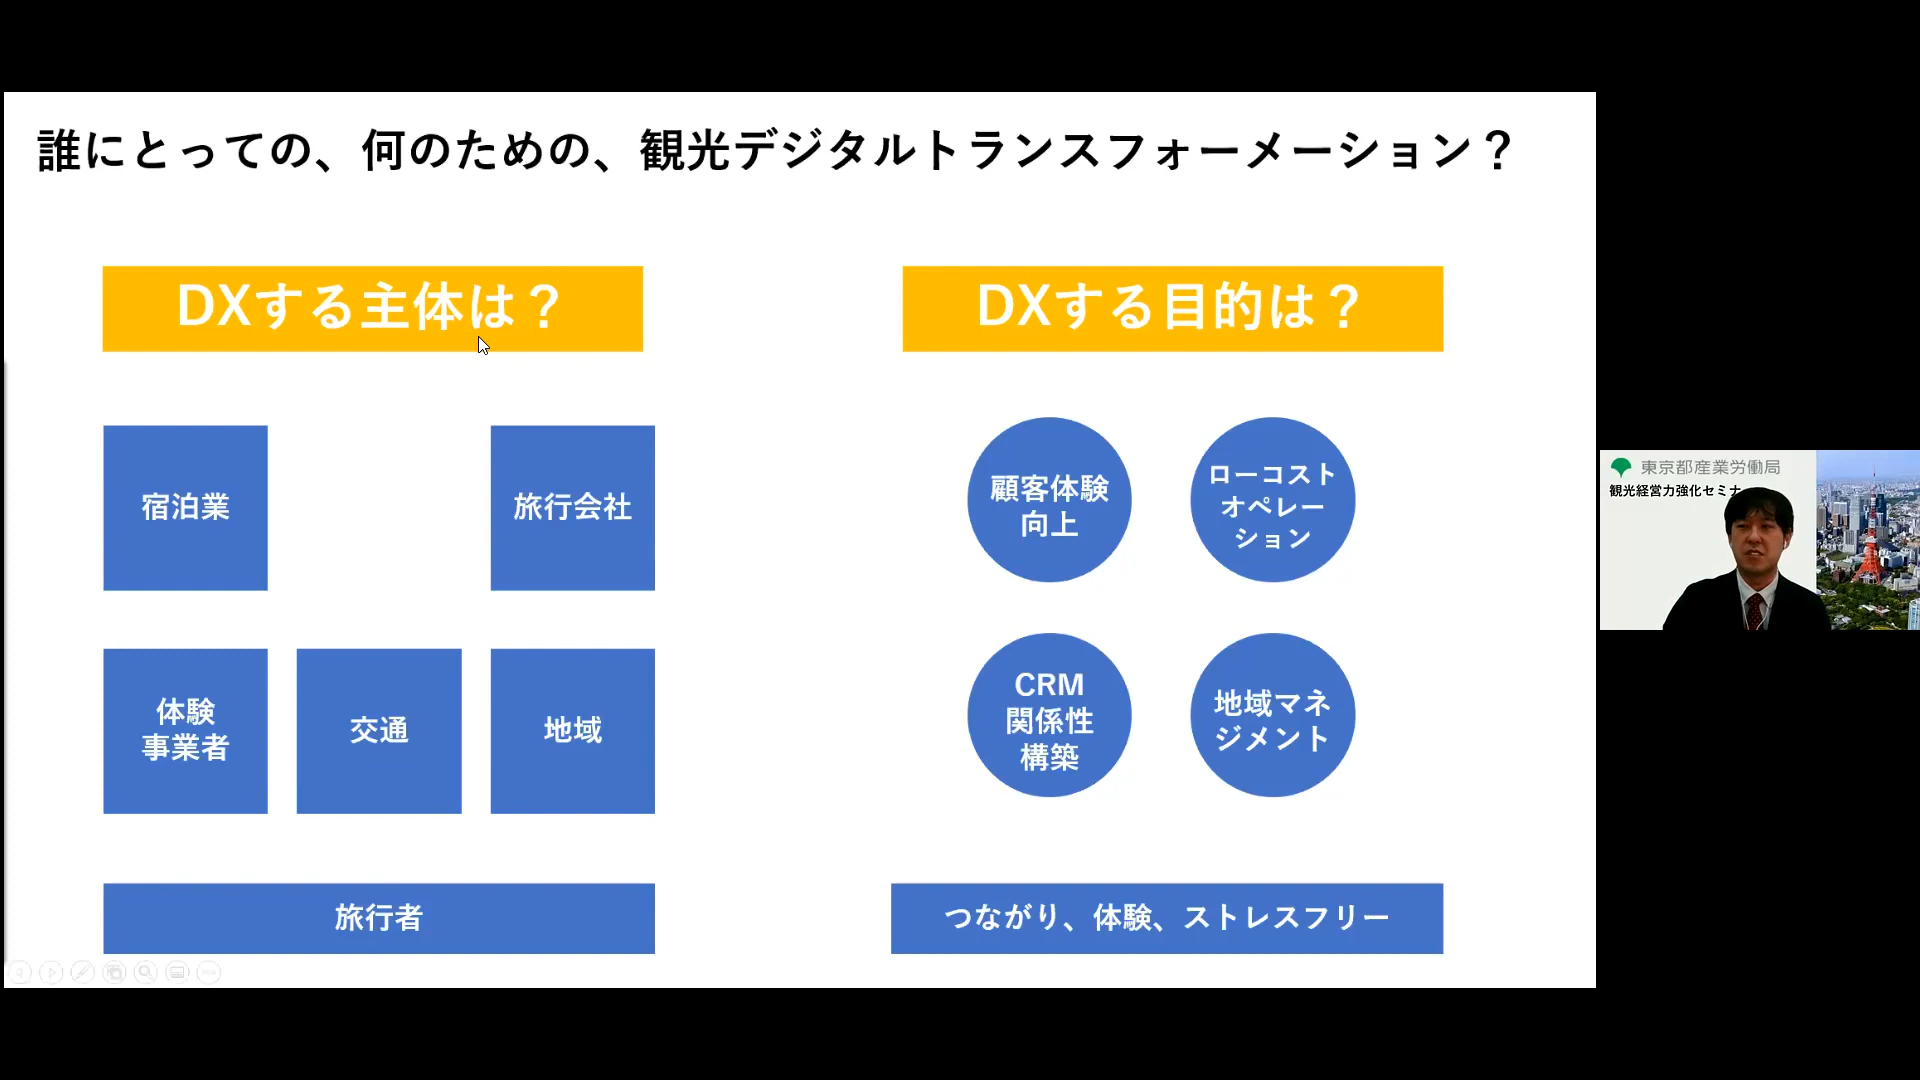 誰にとっての、何のための、観光デジタルトランスフォーメーション？
DXする主体は？
DXする目的は？
宿泊業
旅行会社
体験
事業者
交通
地域
旅行者
顧客体験
向上
ローコスト
オペレー
ション
CRM
関係性
構築
地域マネ
ジメント
つながり、体験、ストレスフリー
東京都産業労働局
観光経営力強化セミナ